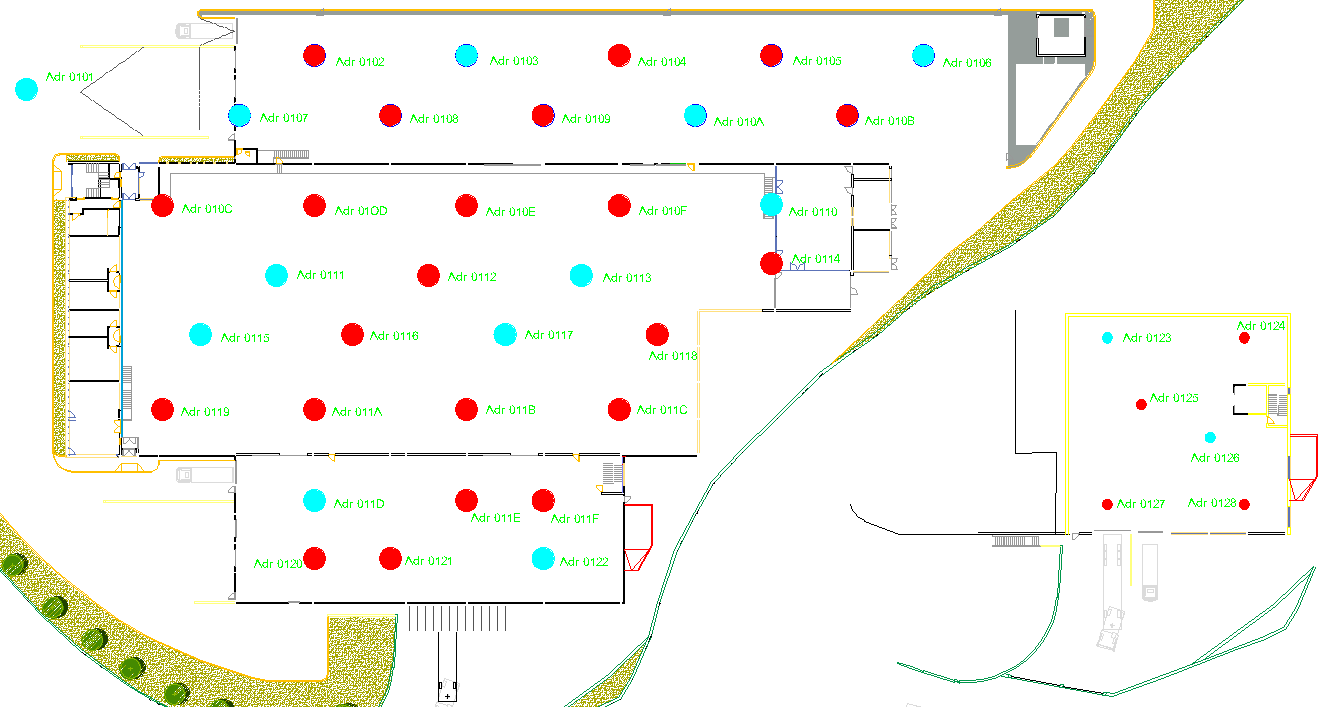 Adr 0101
Adr 0102
Adr 0103
Adr 0104
Adr 0105
Adr 0106
Adr 0107
Adr 0108
Adr 0109
Adr 010A
Adr 010B
Adr 010C
Adr 010D
Adr 010E
Adr 010F
Adr 0110
Adr 0111
Adr 0112
Adr 0113
Adr 0114
Adr 0115
Adr 0116
Adr 0117
Adr 0118
Adr 0119
Adr 011A
Adr 011B
Adr 011C
Adr 011D
Adr 011E
Adr 011F
Adr 0120
Adr 0121
Adr 0122
Adr 0123
Adr 0124
Adr 0125
Adr 0126
Adr 0127
Adr 0128